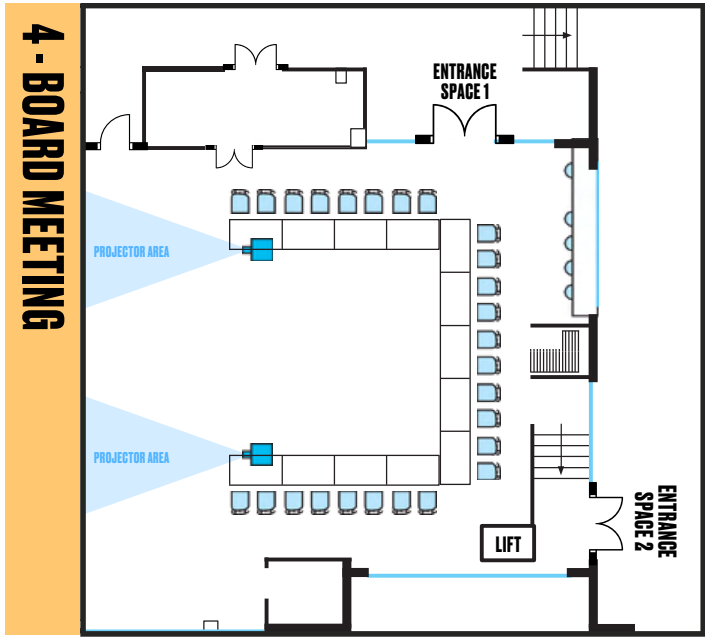 4 - BOARD MEETING
ENTRANCE
SPACE 1
PROJECTOR AREA
PROJECTOR AREA
ENTRANCE
SPACE 2
LIFT